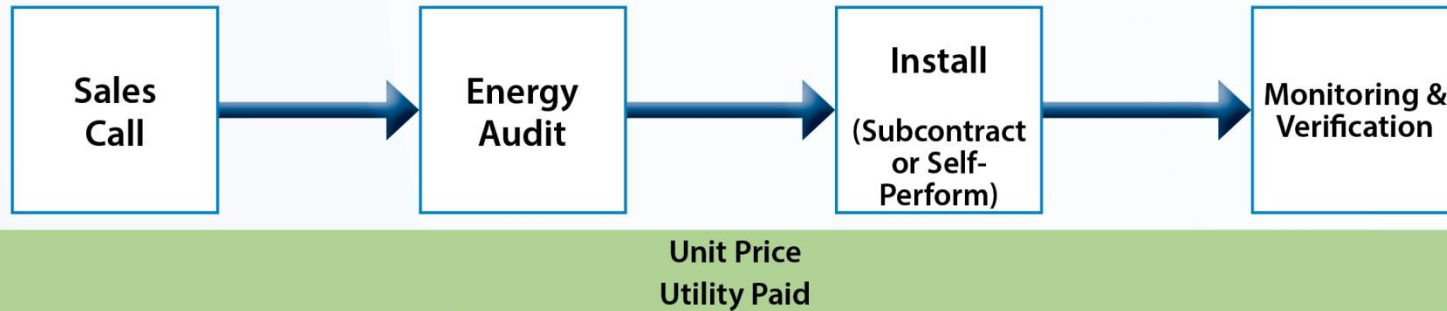 Sales
Call
Energy
Audit
Install
(Subcontract
or Self-
Perform)
Monitoring &
Verification
Unit Price
Utility Paid